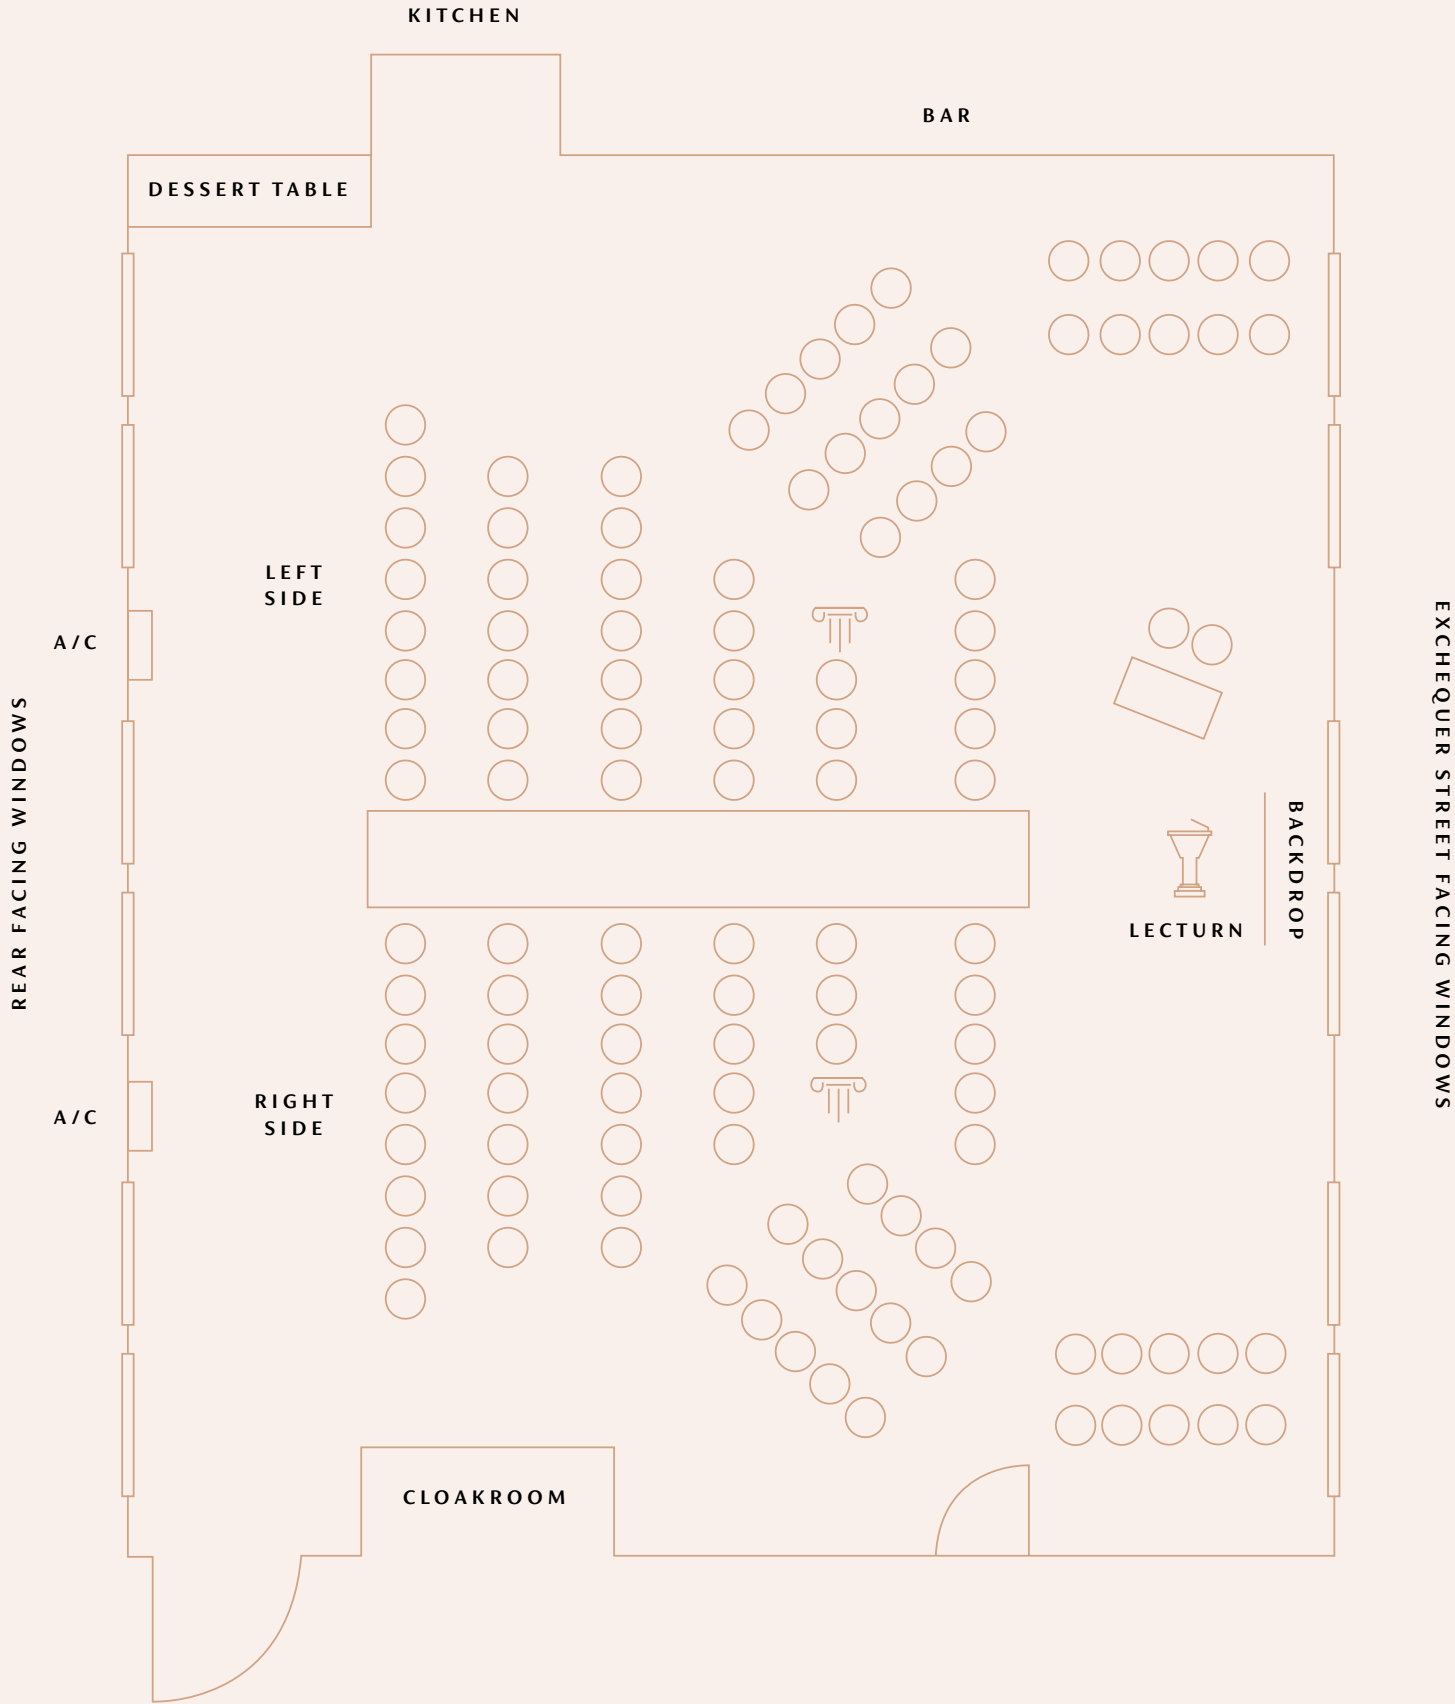 KITCHEN
BAR
DESSERT TABLE
LEFT
SIDE
A/C
REAR FACING WINDOWS
EXCHEQUER STREET FACING WINDOWS
BACKDROP
LECTURN
RIGHT
SIDE
A/C
CLOAKROOM